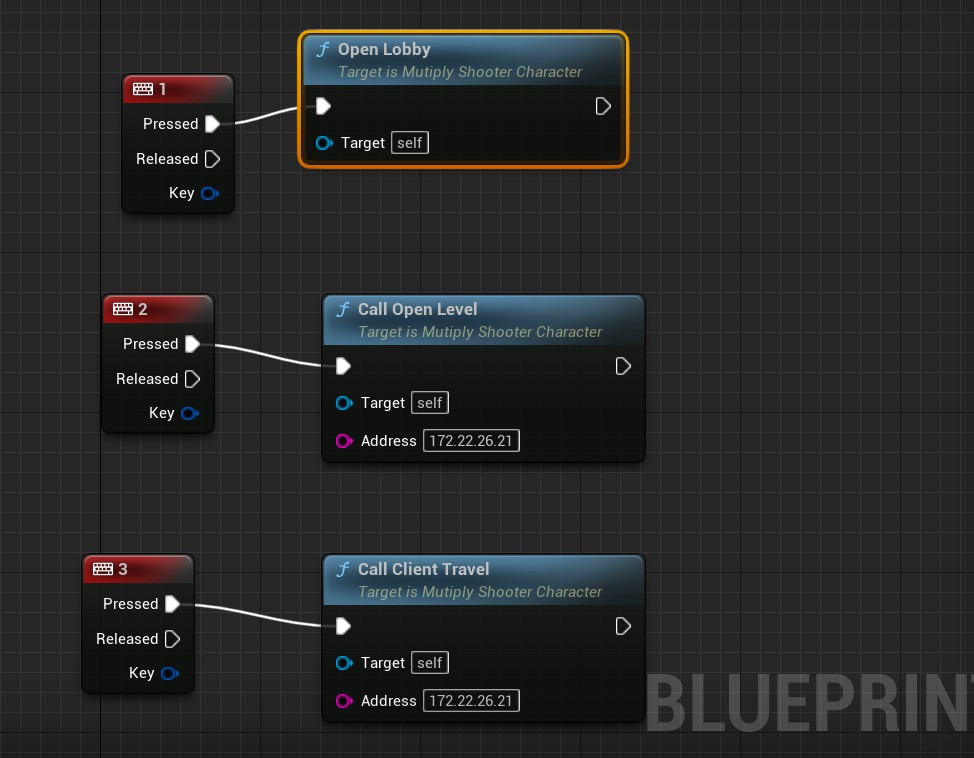 Open Lobby
Target is Mutiply Shooter Character
1
Pressed
Released
Target self
Key
2
Call Open Level
Target is Mutiply Shooter Character
Pressed
Released
Target self
Key
Address 172.22.26.21
3
Call Client Travel
Target is Mutiply Shooter Character
Pressed
Released
Target self
Key
Address 172.22.26.21
BLUEPRIN